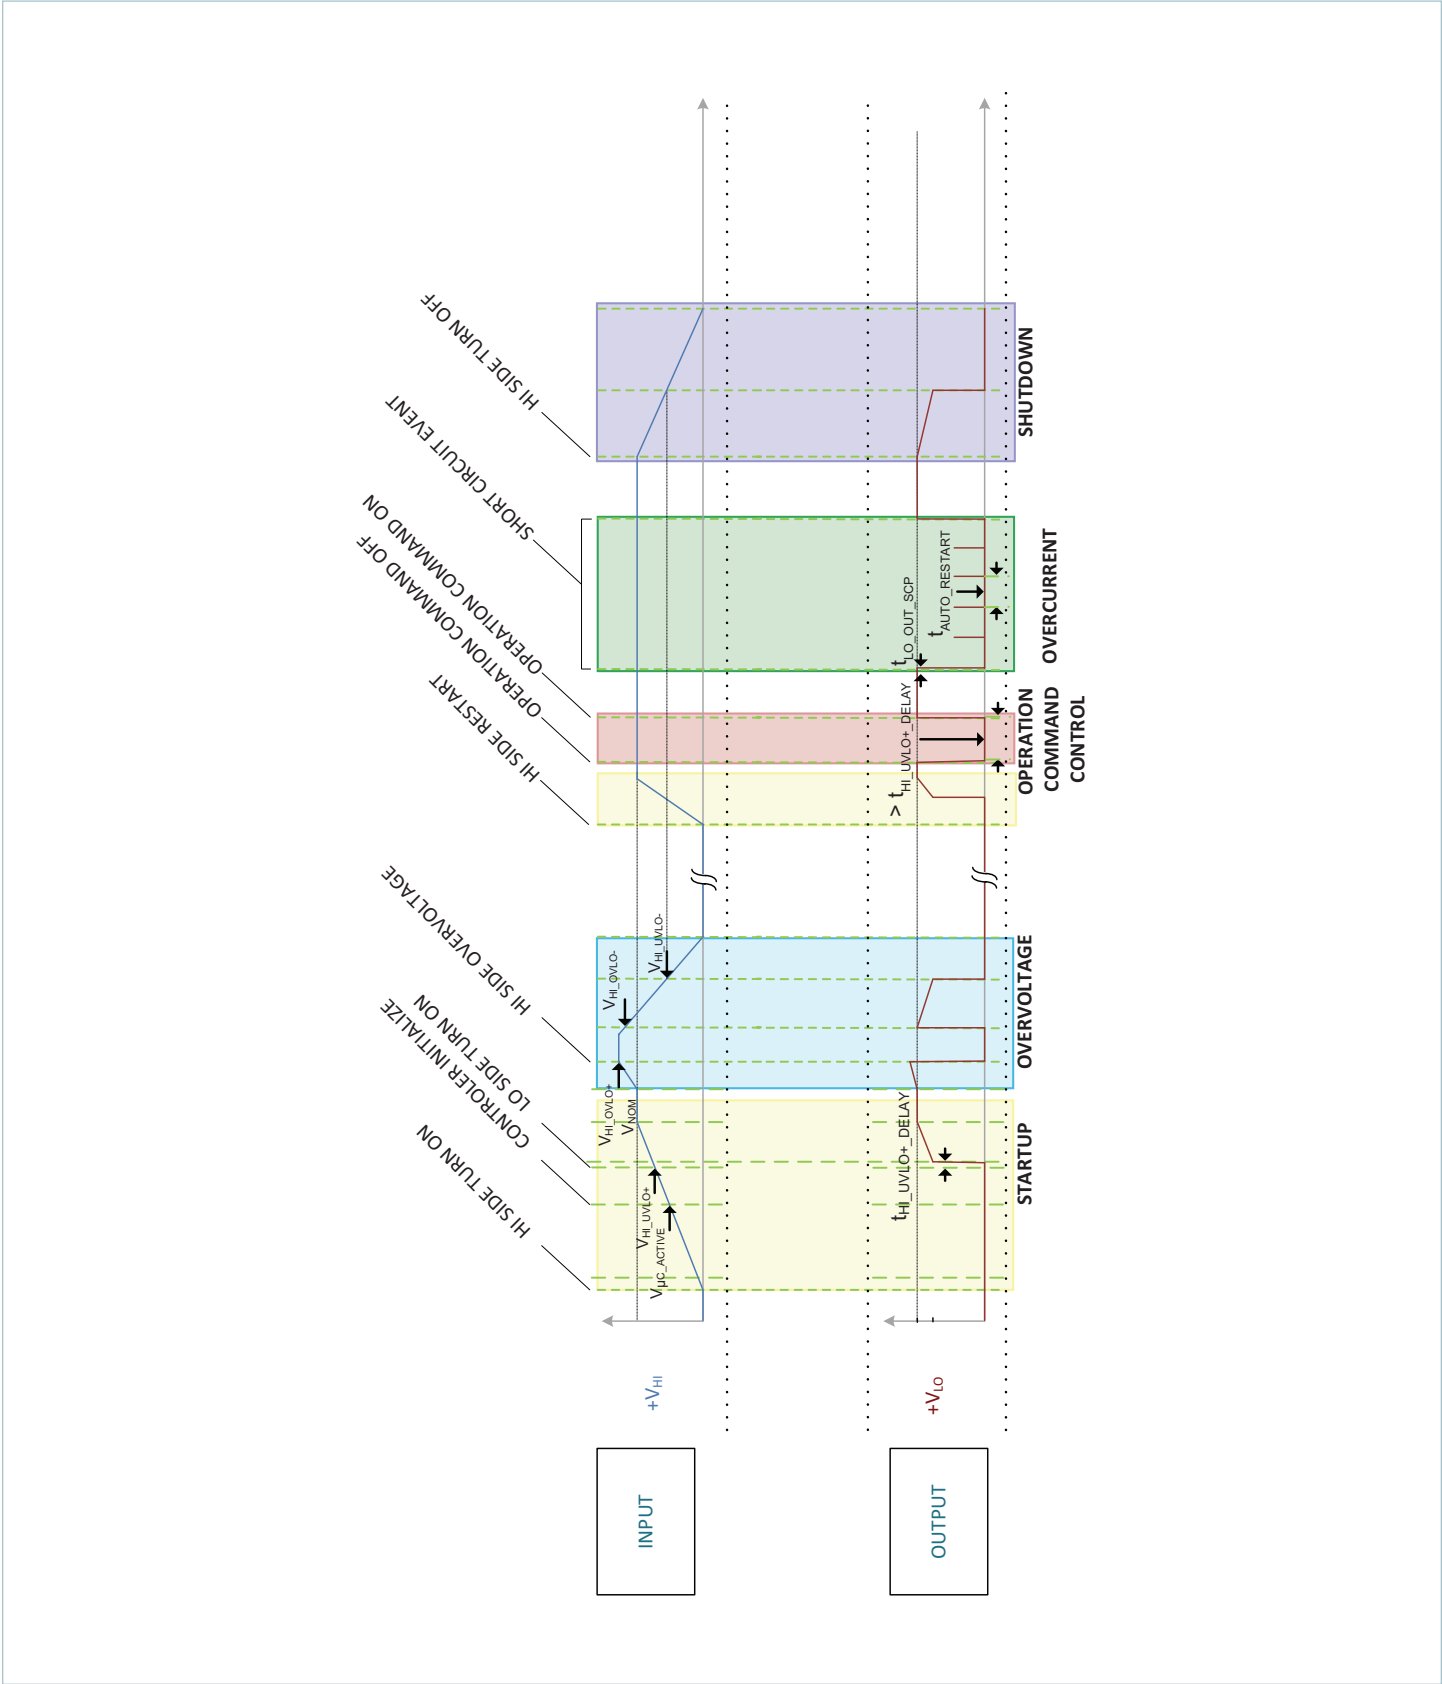 HI SIDE TURN ON
CONTROLER INITIALIZE
LO SIDE TURN ON
HI SIDE OVERVOLTAGE
HI SIDE RESTART
OPERATION COMMAND OFF
OPERATION COMMAND ON
SHORT CIRCUIT EVENT
HI SIDE TURN OFF
INPUT
+VHI
VµC_ACTIVE
VHI_UVLO+
VHI_OVLO+
VNOM
VHI_OVLO-
VHI_UVLO-
OUTPUT
+VLO
tHI_UVLO+_DELAY
> tHI_UVLO+_DELAY
tLO_OUT_SCP
tAUTO_RESTART
STARTUP
OVERVOLTAGE
OPERATION
COMMAND
CONTROL
OVERCURRENT
SHUTDOWN